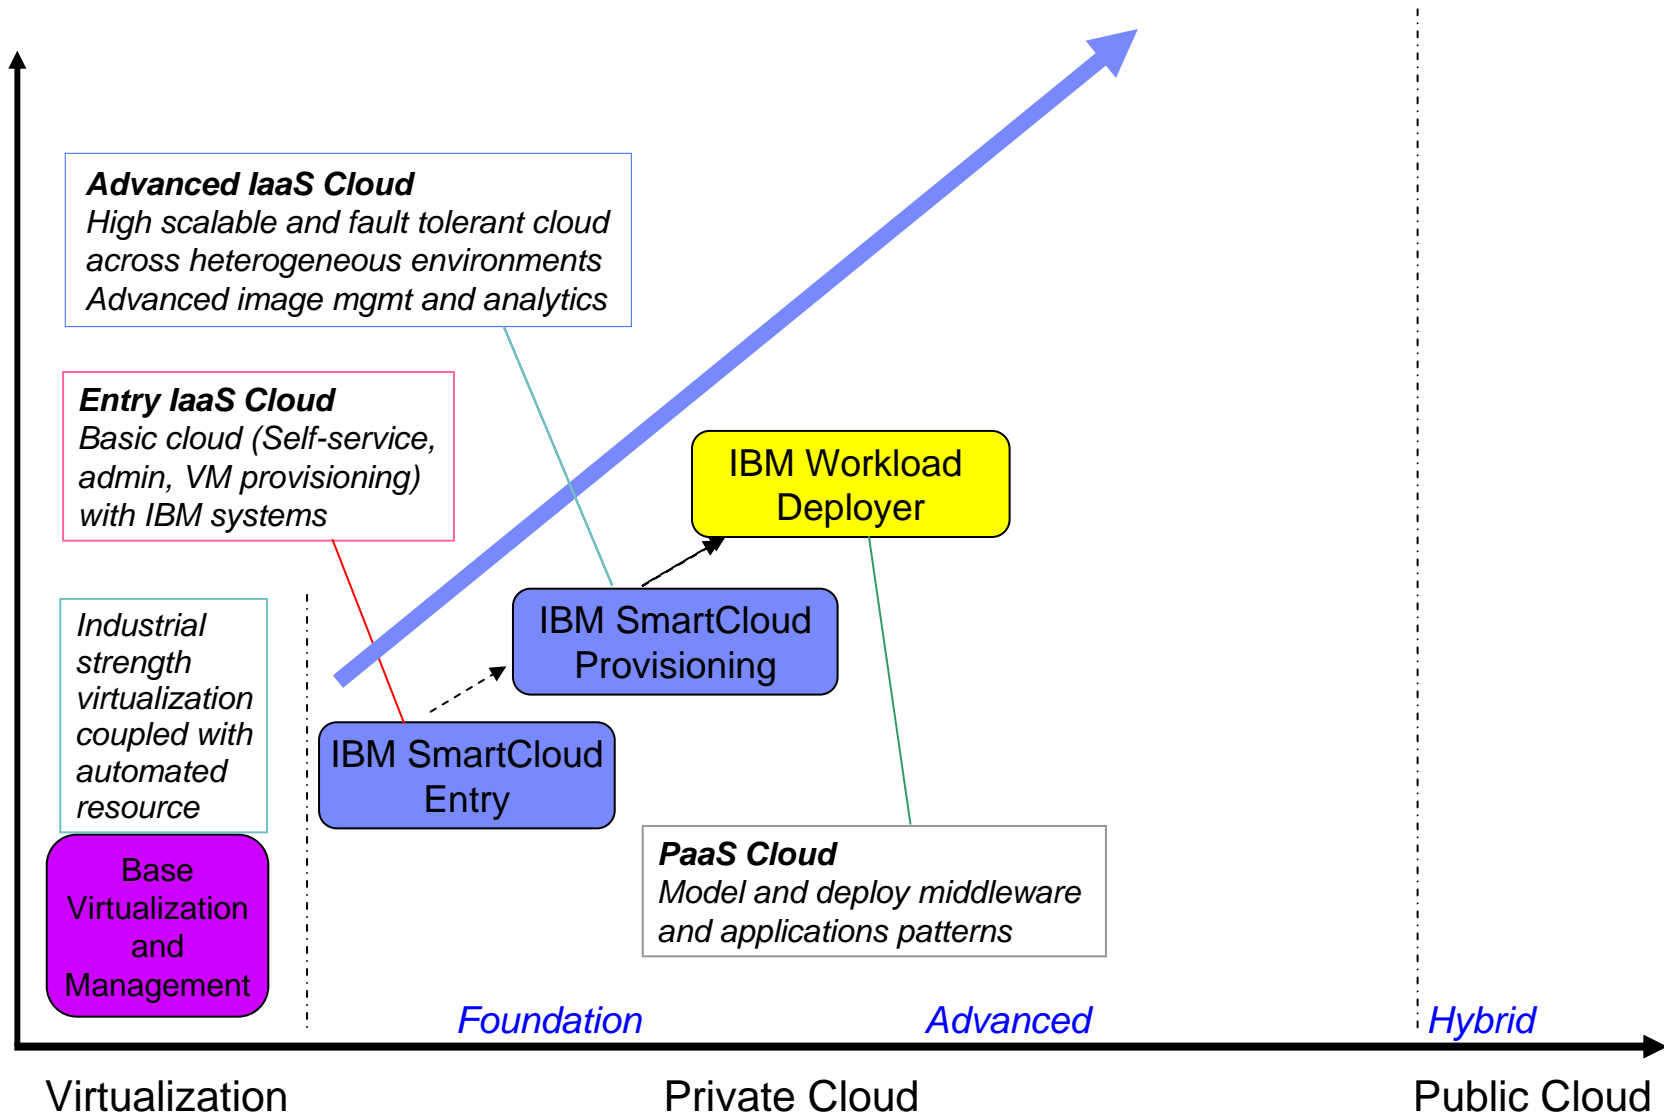 Advanced IaaS Cloud
High scalable and fault tolerant cloud
across heterogeneous environments
Advanced image mgmt and analytics
Entry IaaS Cloud
Basic cloud (Self-service,
admin, VM provisioning)
with IBM systems
IBM Workload
Deployer
Industrial
strength
virtualization
coupled with
automated
resource
IBM SmartCloud
Provisioning
IBM SmartCloud
Entry
Base
Virtualization
and
Management
PaaS Cloud
Model and deploy middleware
and applications patterns
Foundation
Advanced
Hybrid
Virtualization
Private Cloud
Public Cloud